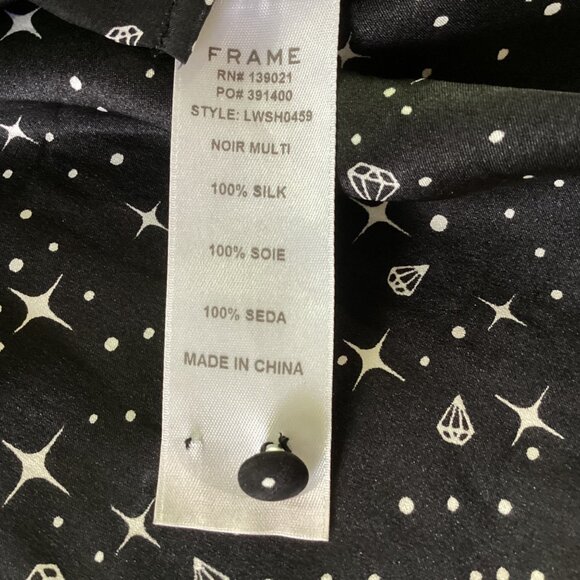 FRAME
RN# 139021
PO# 391400
STYLE: LWSH0459
NOIR MULTI
100% SILK
100% SOIE
100% SEDA
MADE IN CHINA